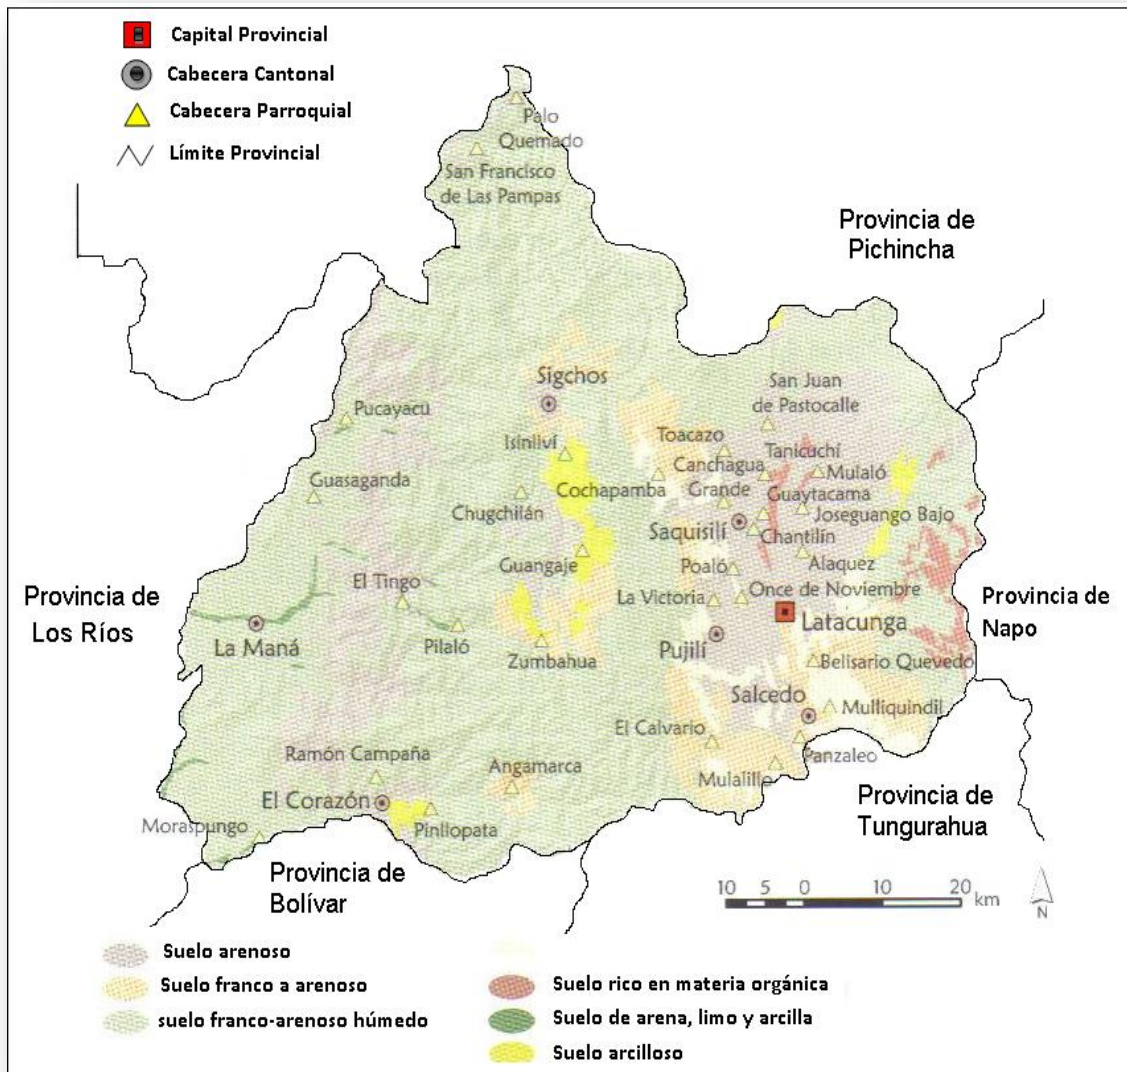 Capital Provincial
Cabecera Cantonal
Cabecera Parroquial
Límite Provincial
Palo
Quemado
San Francisco
de Las Pampas
Provincia de
Pichincha
Sigchos
San Juan
de Pastocalle
Pucayacu
Isinliví
Toacazo
Tanicuchí
Canchagua
Mulaló
Guasaganda
Cochapamba
Grande
Guaytacama
Chugchilán
Joseguango Bajo
Saquisilí
Chantilín
Guangaje
Poaló
Alaquez
El Tingo
La Victoria
Once de Noviembre
Provincia de
Los Ríos
Provincia de
Napo
La Maná
Pilaló
Zumbahua
Pujilí
Latacunga
Belisario Quevedo
Salcedo
Mulliquindil
El Calvario
Panzaleo
Ramón Campaña
Angamarca
Mulalillo
El Corazón
Pinllopata
Moraspungo
Provincia de
Tungurahua
Provincia de
Bolívar
10 5 0 10 20 km
N
Suelo arenoso
Suelo franco a arenoso
suelo franco-arenoso húmedo
Suelo rico en materia orgánica
Suelo de arena, limo y arcilla
Suelo arcilloso